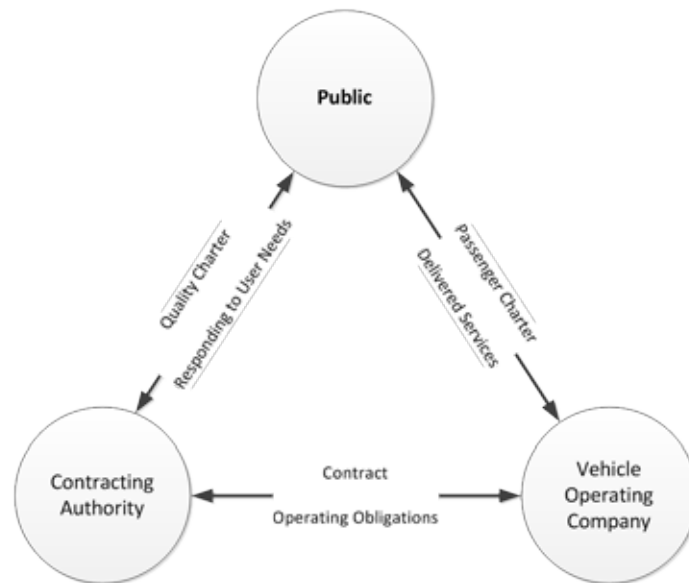 Public
Quality Charter
Responding to User Needs
Passenger Charter
Delivered Services
Contracting
Authority
Contract
Operating Obligations
Vehicle
Operating
Company